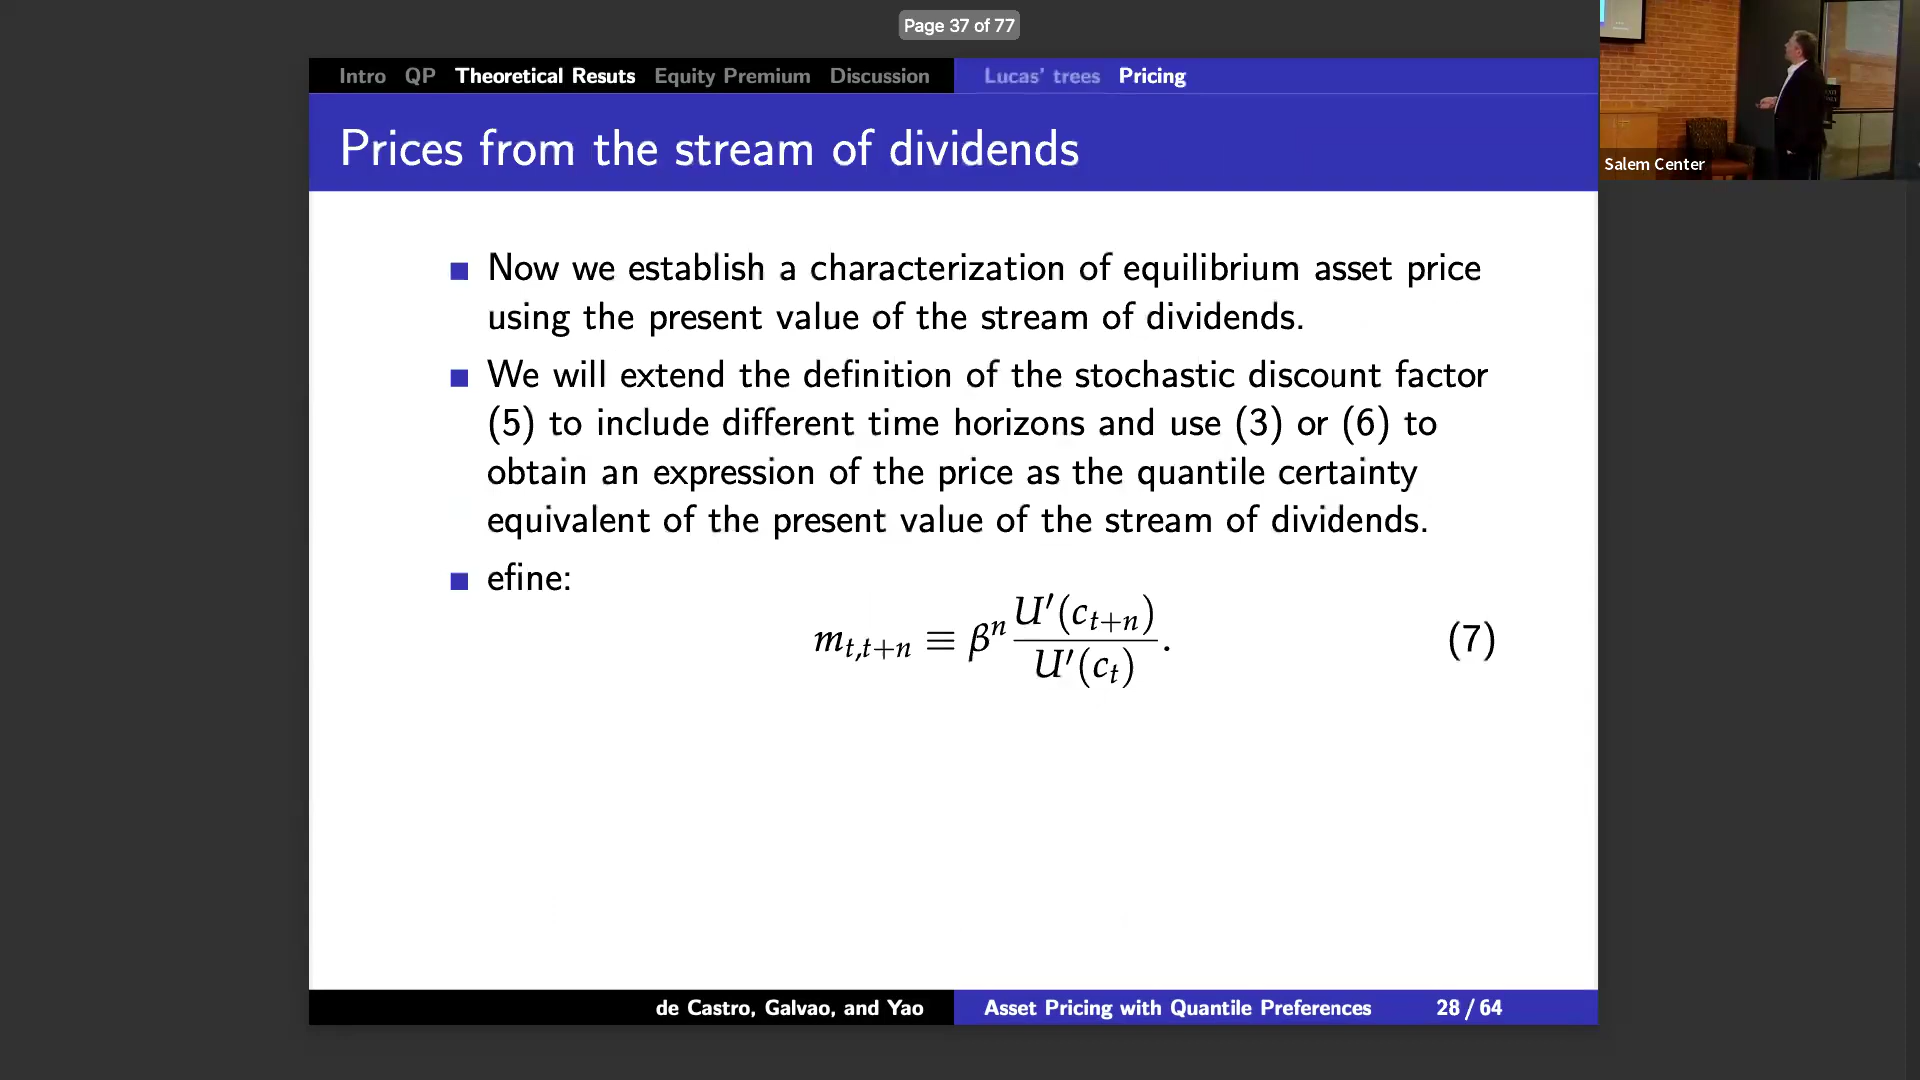 Page 37 of 77
Intro QP Theoretical Resuts Equity Premium Discussion Lucas' trees Pricing
Prices from the stream of dividends
Salem Center
Now we establish a characterization of equilibrium asset price
using the present value of the stream of dividends.
We will extend the definition of the stochastic discount factor
(5) to include different time horizons and use (3) or (6) to
obtain an expression of the price as the quantile certainty
equivalent of the present value of the stream of dividends.
efine:
m_{t,t+n} ≡ β^n U′(c_{t+n}) / U′(c_t). (7)
de Castro, Galvao, and Yao Asset Pricing with Quantile Preferences 28 / 64